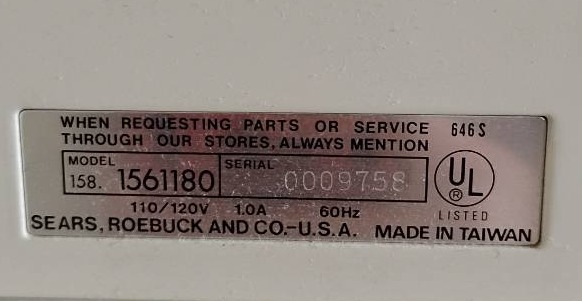 WHEN REQUESTING PARTS OR SERVICE 646S
THROUGH OUR STORES, ALWAYS MENTION
MODEL SERIAL
158. 1561180 0009758
UL ®
110/120V 1.0A 60Hz LISTED
SEARS, ROEBUCK AND CO.-U.S.A. MADE IN TAIWAN